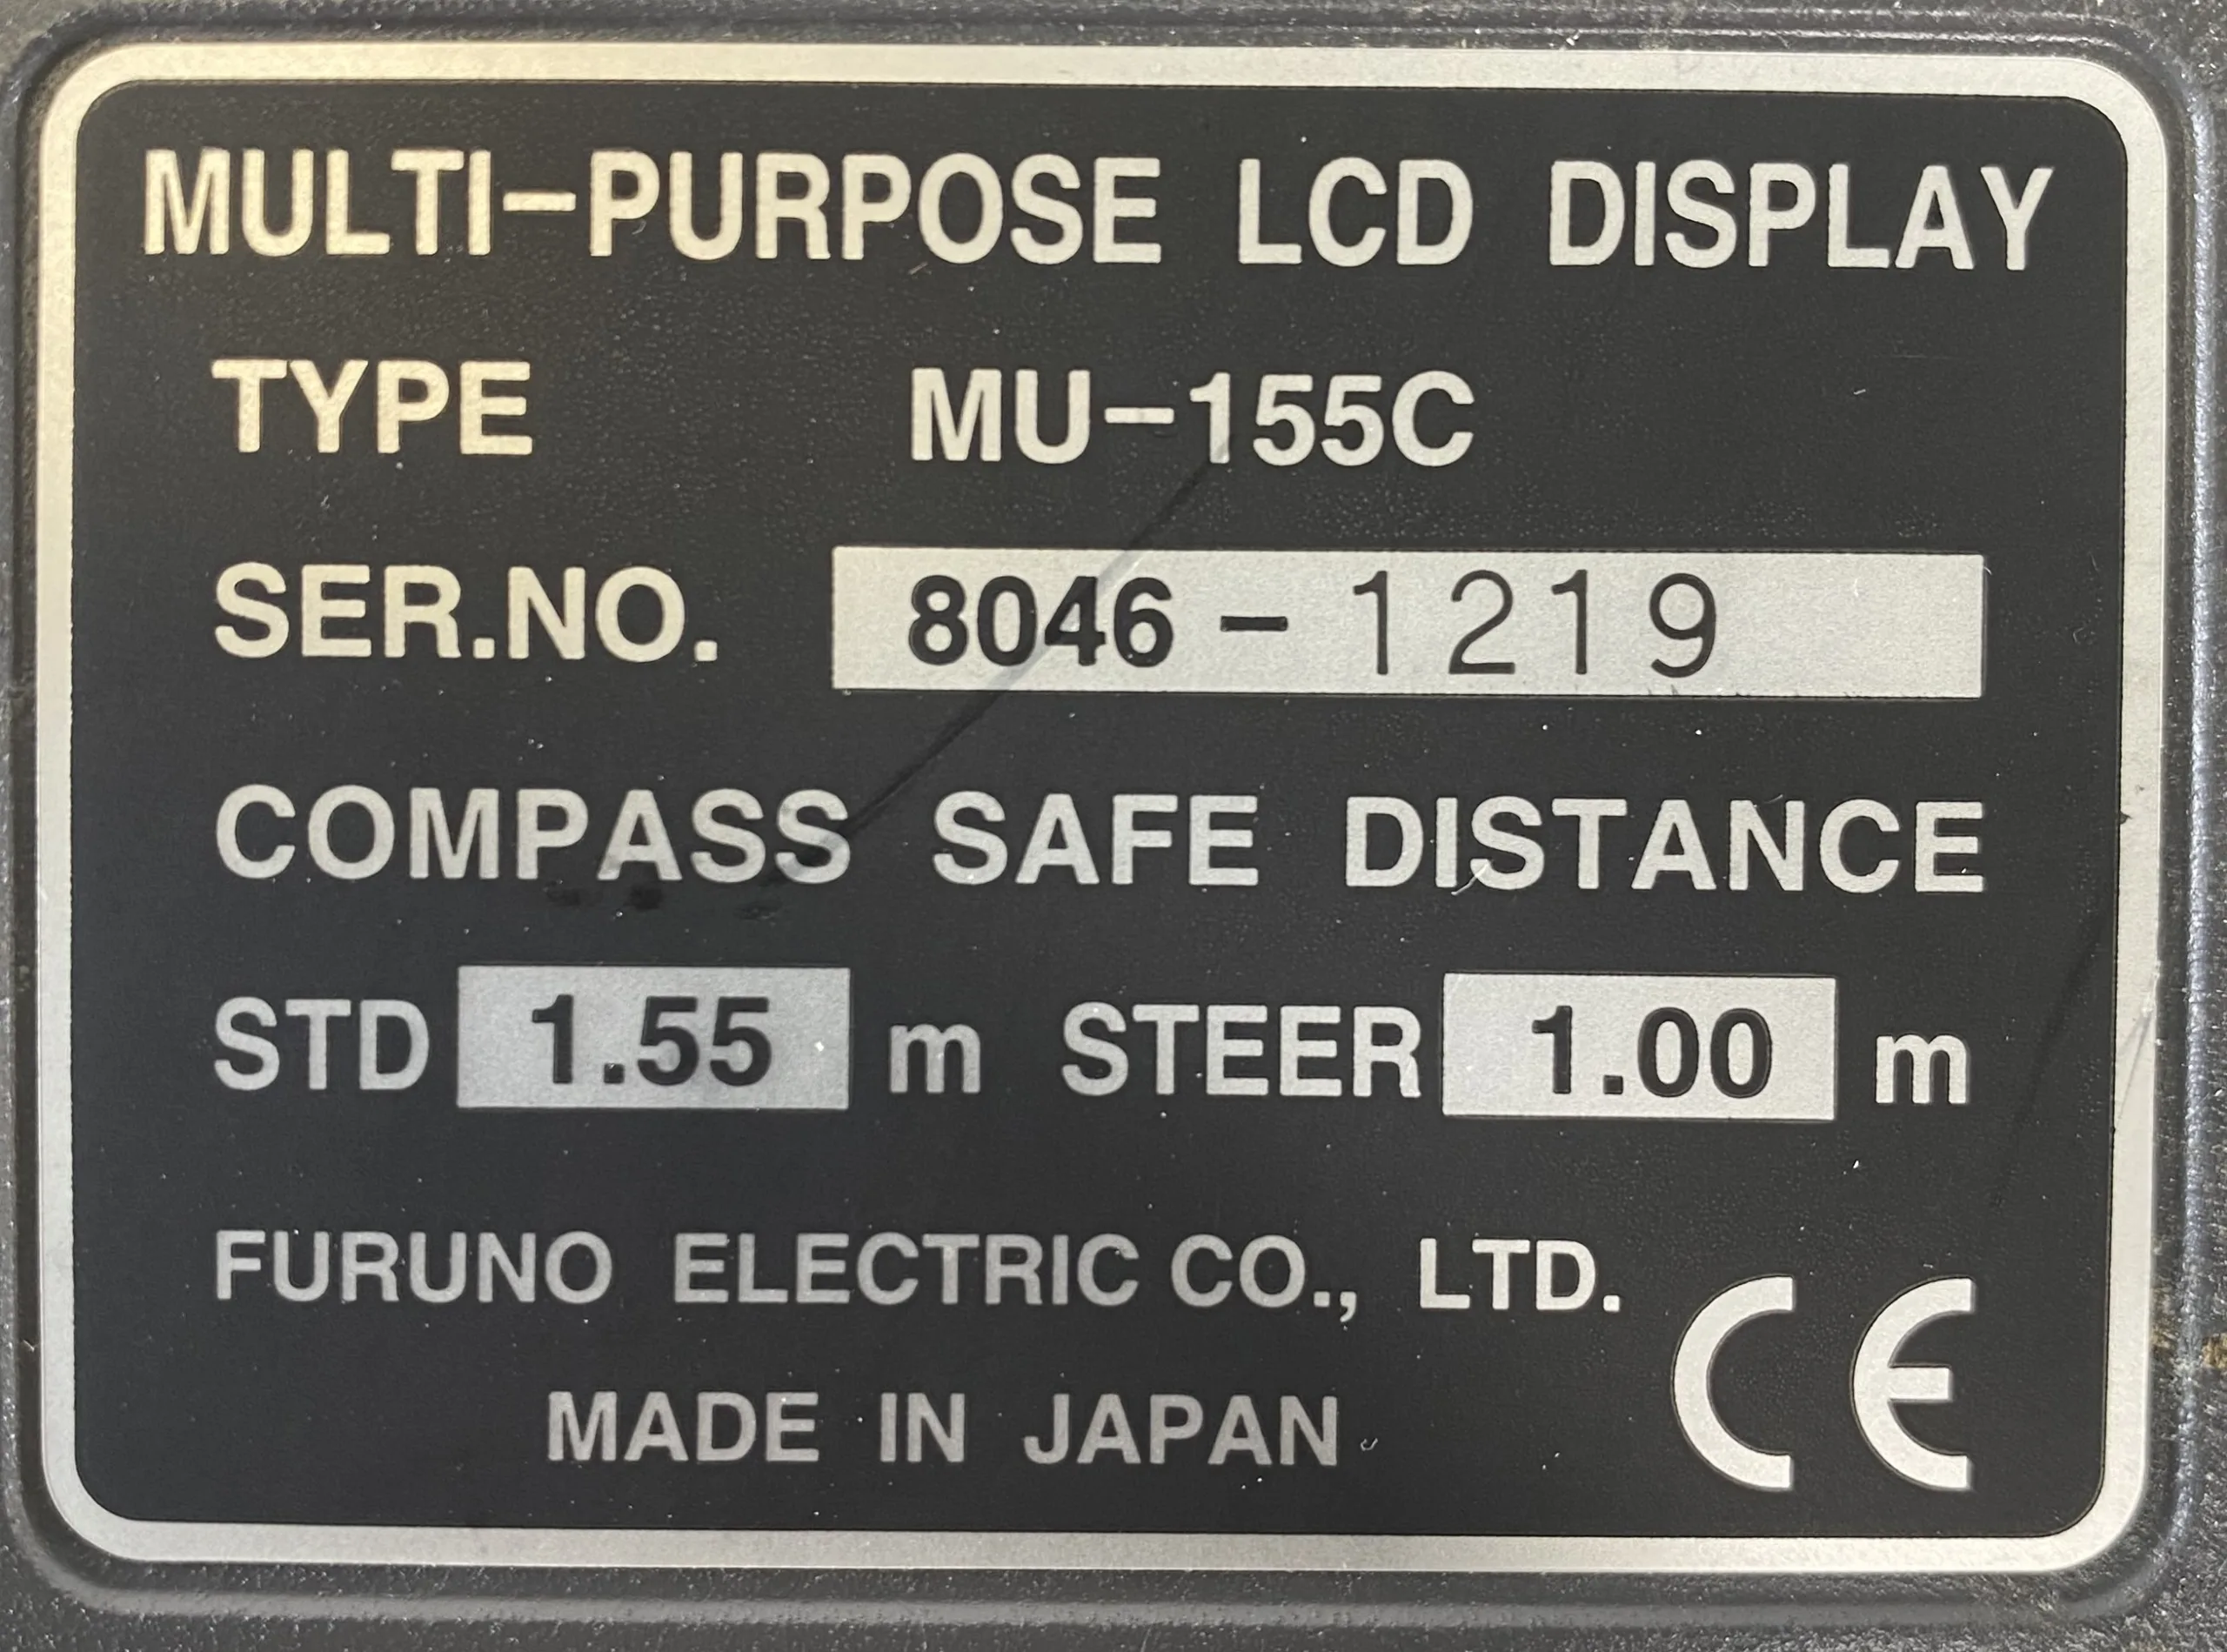 MULTI-PURPOSE LCD DISPLAY
TYPE MU-155C
SER.NO. 8046-1219
COMPASS SAFE DISTANCE
STD 1.55 m STEER 1.00 m
FURUNO ELECTRIC CO., LTD.
MADE IN JAPAN
CE